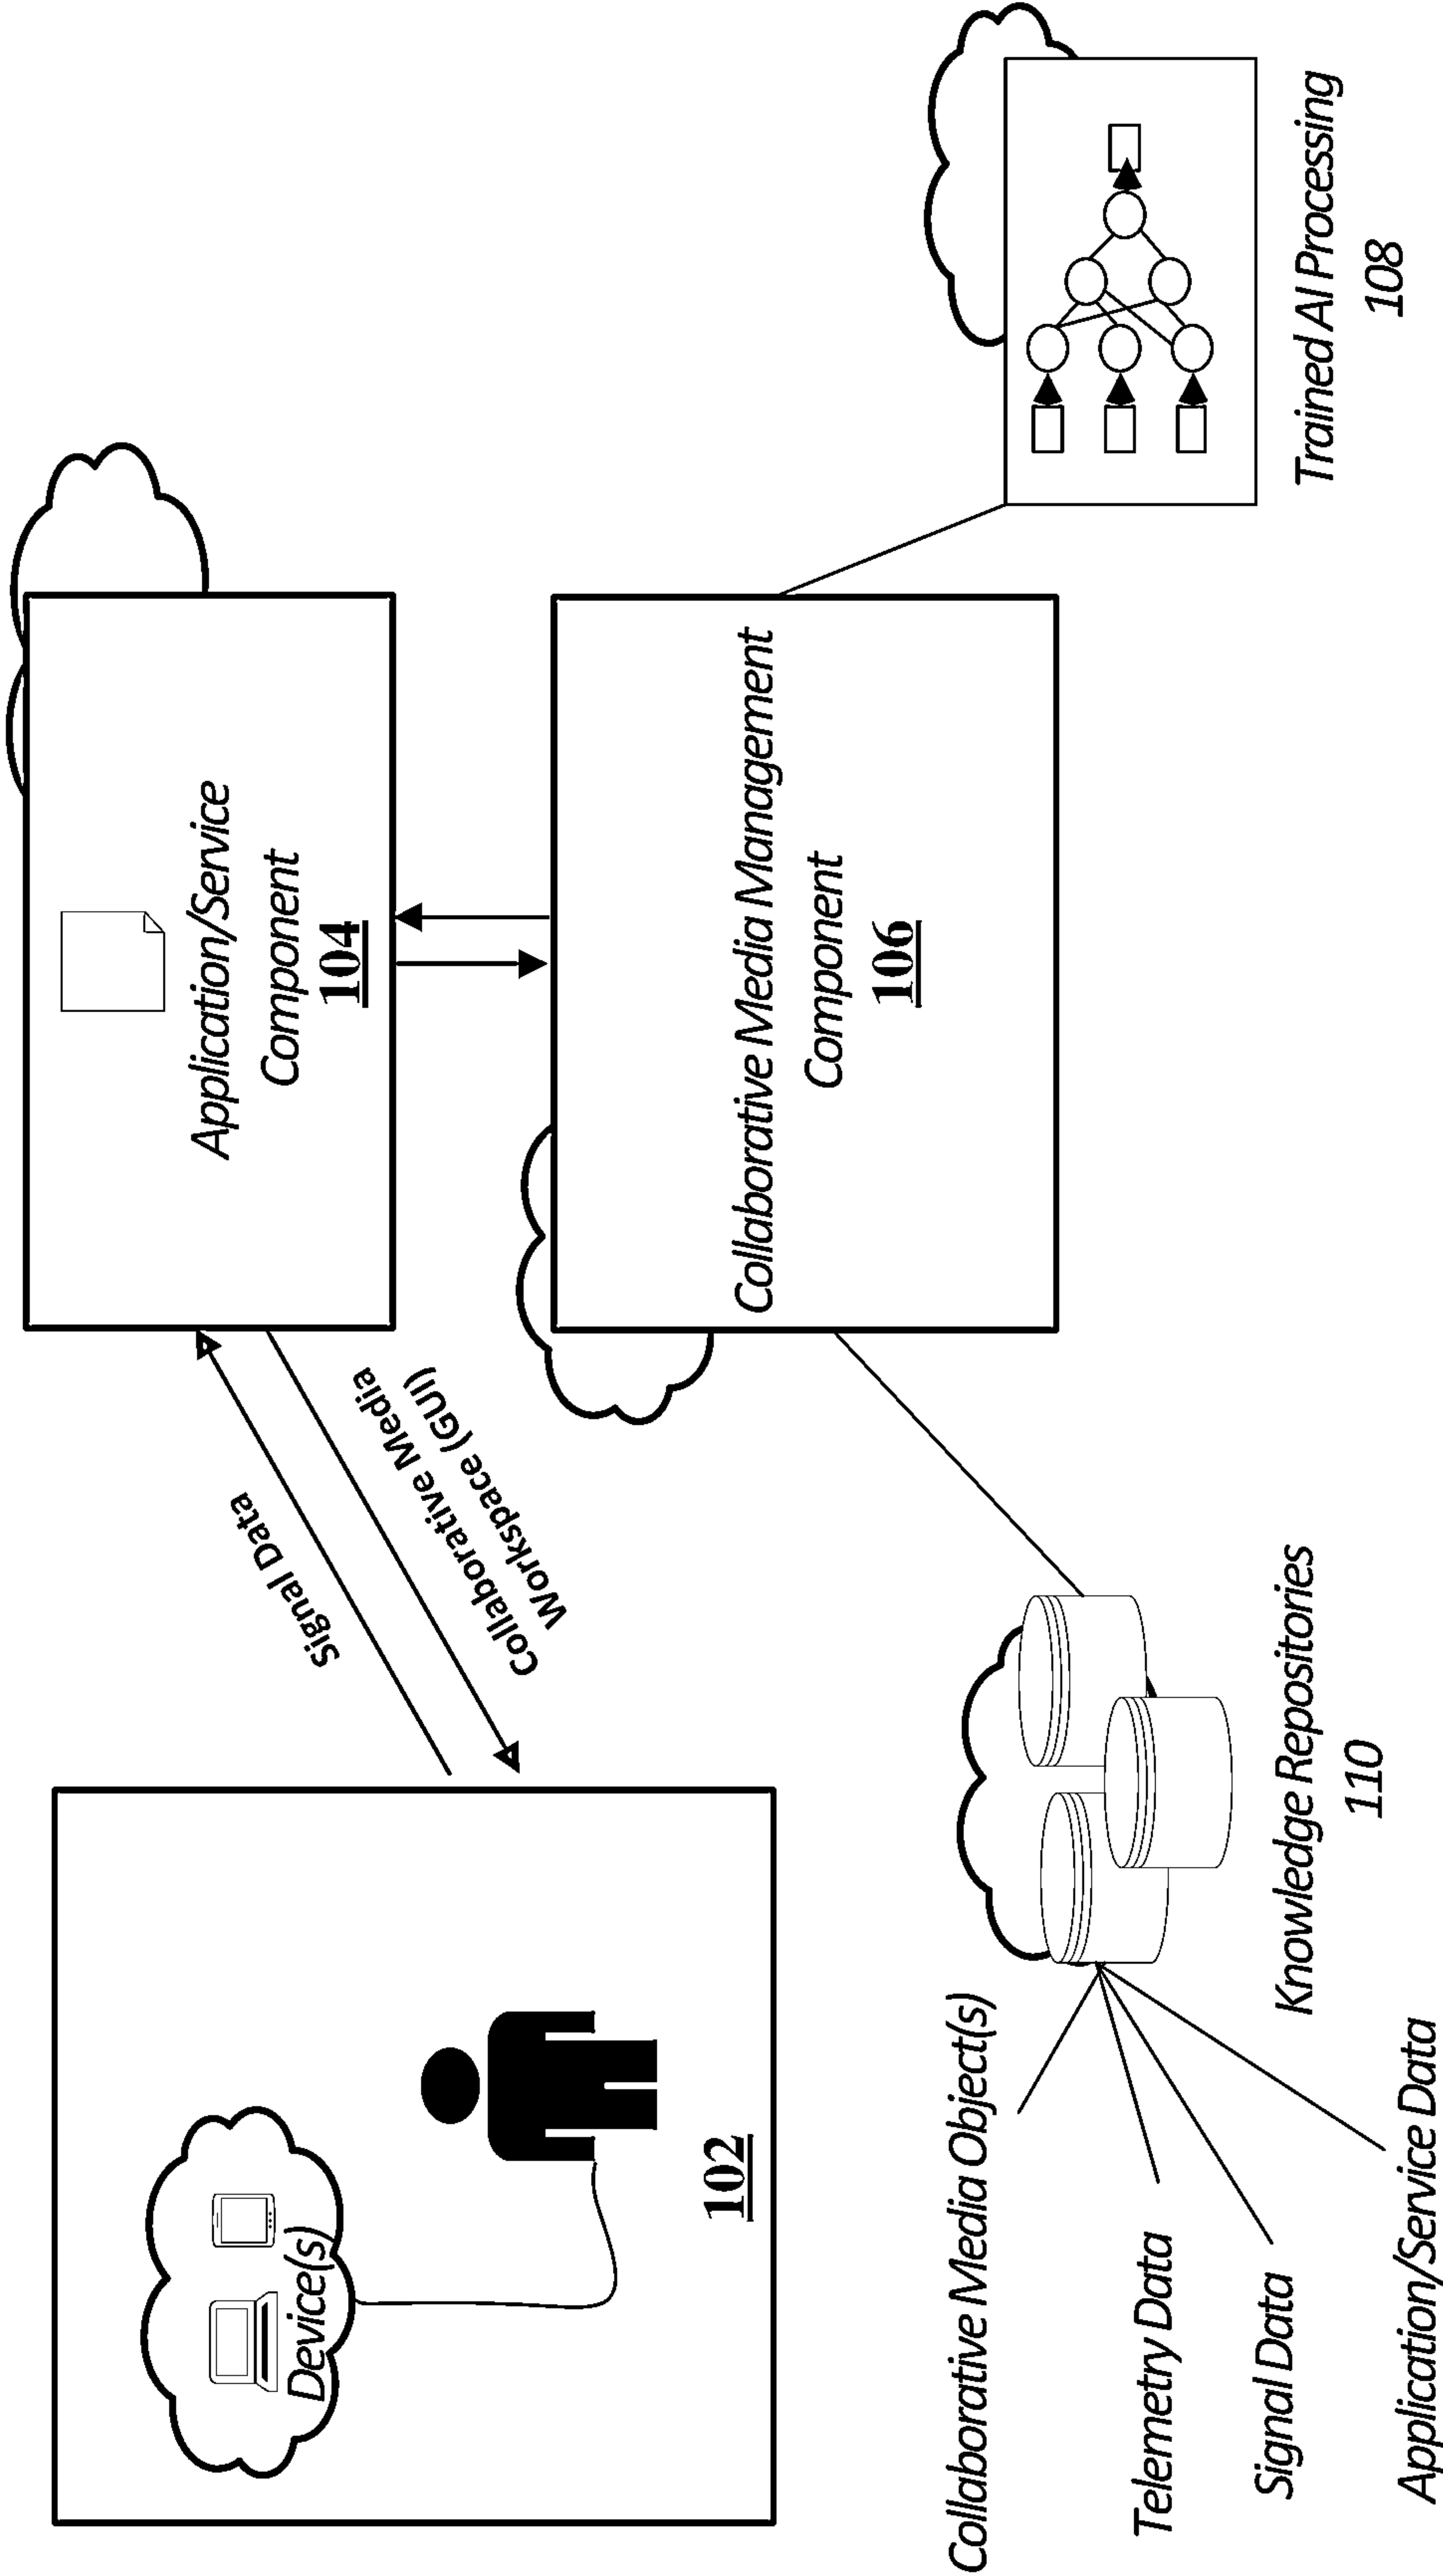 Device(s)
102
Signal Data
Collaborative Media
Workspace (GUI)
Application/Service
Component
104
Collaborative Media Management
Component
106
Collaborative Media Object(s)
Telemetry Data
Signal Data
Application/Service Data
Knowledge Repositories
110
Trained AI Processing
108